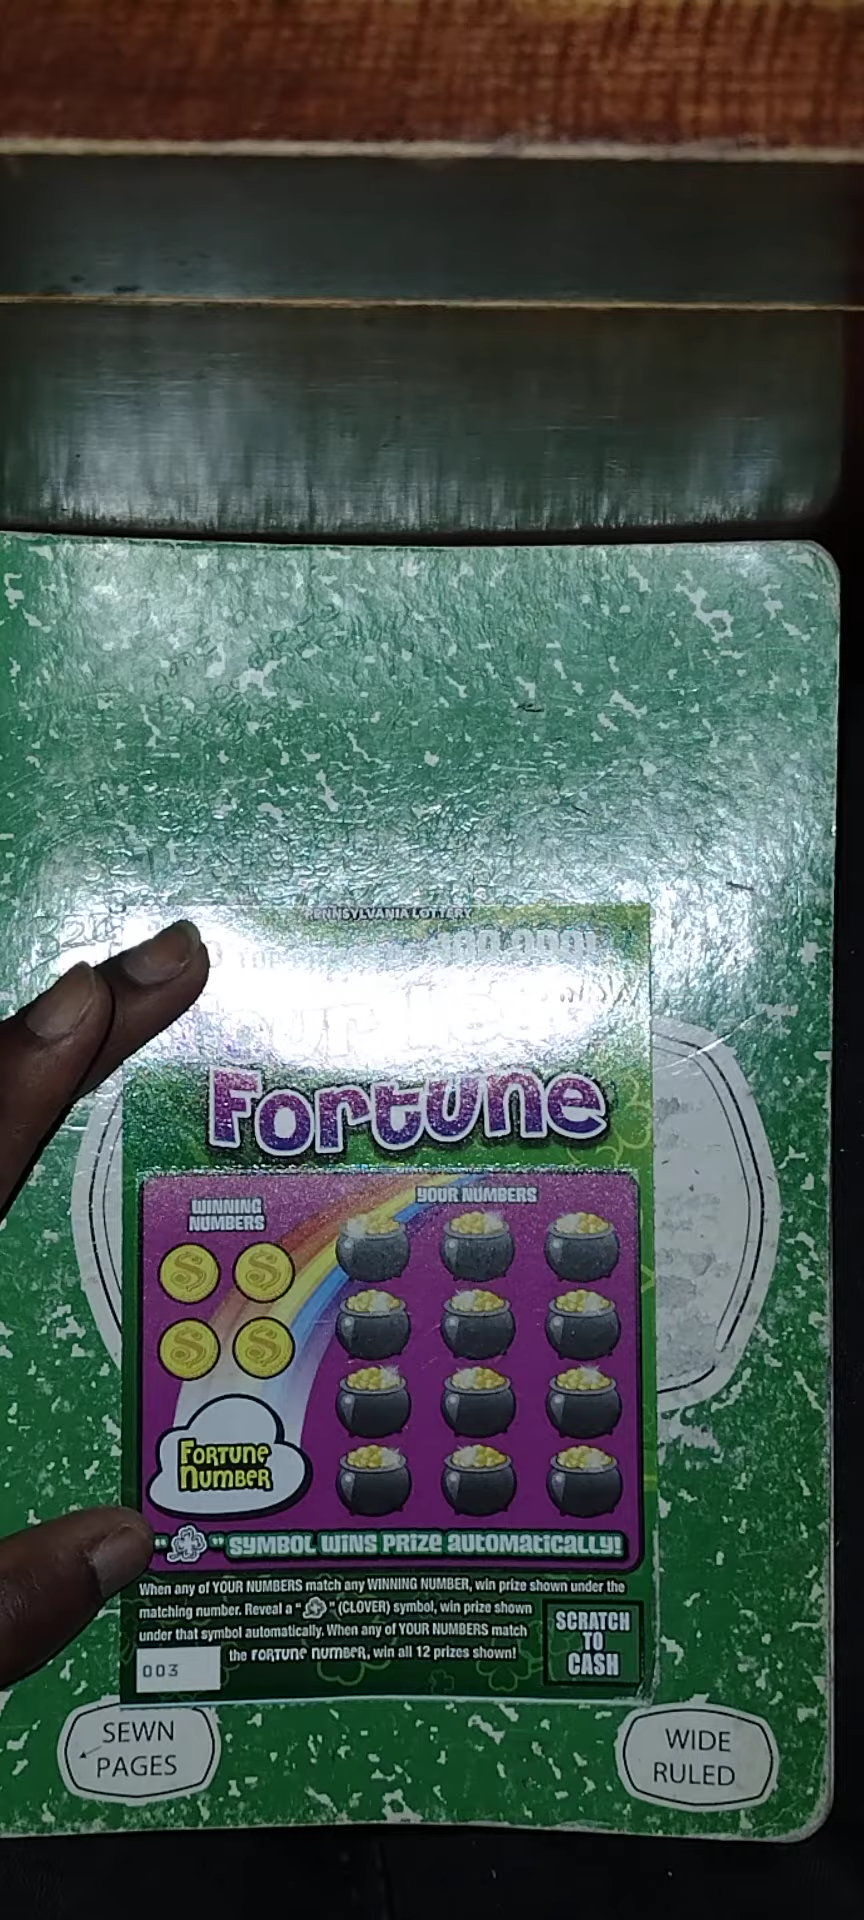 PENNSYLVANIA LOTTERY
Fortune
WINNING
NUMBERS
YOUR NUMBERS
FORTUNE
NUMBER
" " SYMBOL WINS PRIZE AUTOMATICALLY!
When any of YOUR NUMBERS match any WINNING NUMBER, win prize shown under the
matching number. Reveal a " " (CLOVER) symbol, win prize shown
under that symbol automatically. When any of YOUR NUMBERS match
the FORTUNE NUMBER, win all 12 prizes shown!
SCRATCH
TO
CASH
003
SEWN
PAGES
WIDE
RULED